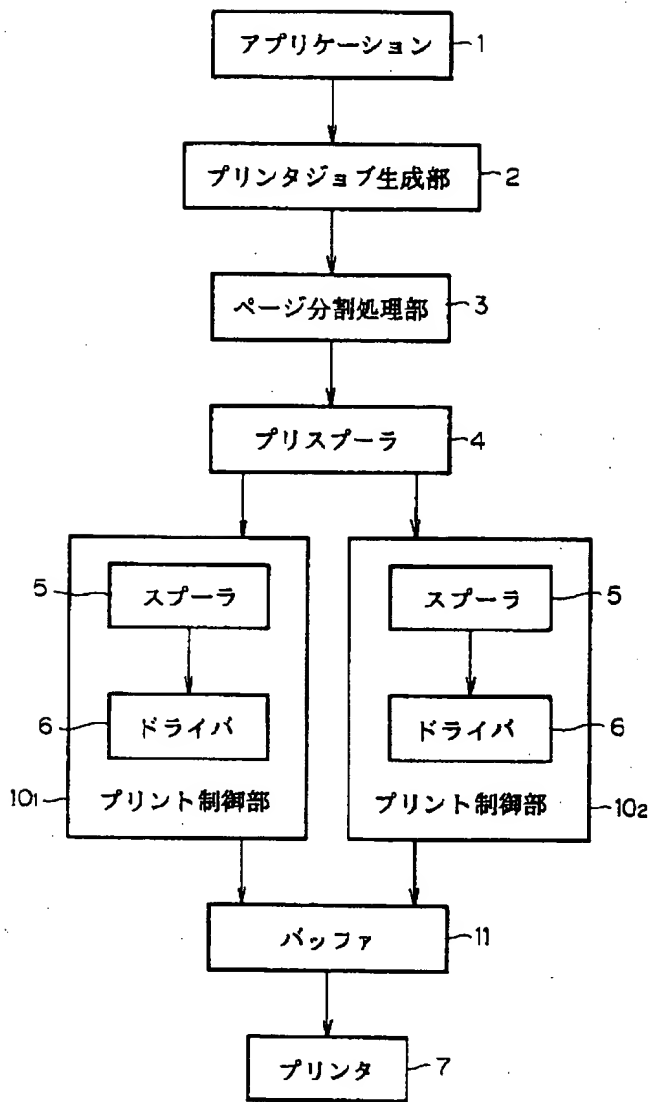 アプリケーション 1
プリンタジョブ生成部 2
ページ分割処理部 3
プリスプーラ 4
5 スプーラ スプーラ 5
6 ドライバ ドライバ 6
10₁ プリント制御部 プリント制御部 10₂
バッファ 11
プリンタ 7